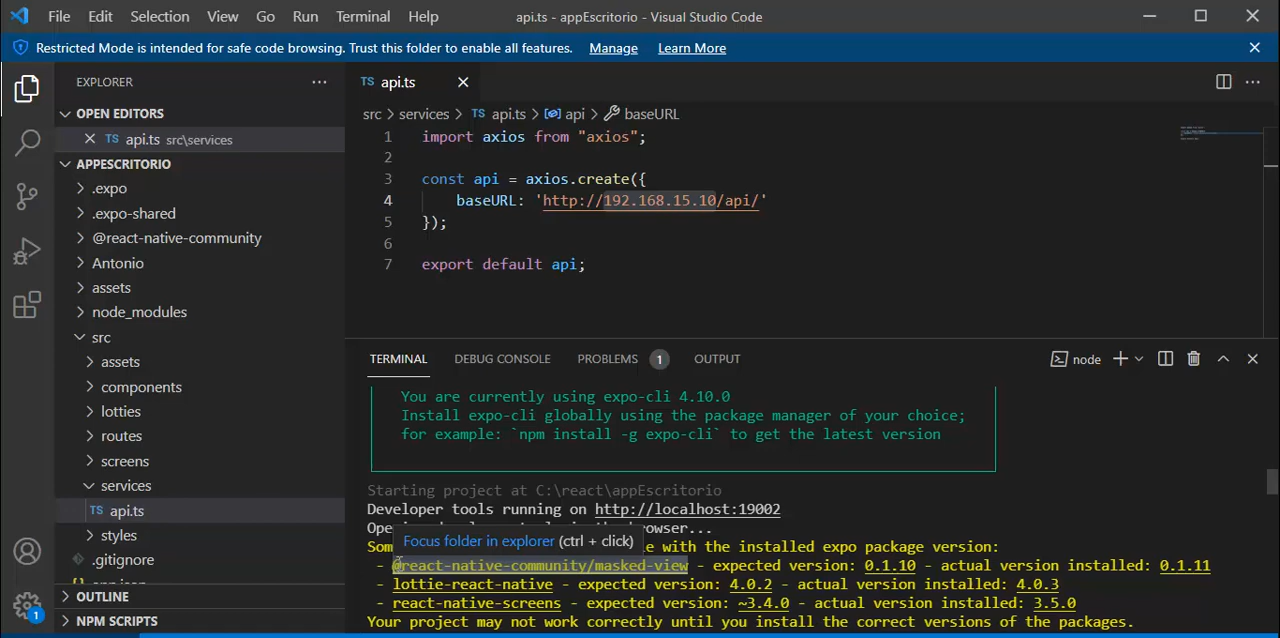 File Edit Selection View Go Run Terminal Help api.ts - appEscritorio - Visual Studio Code
Restricted Mode is intended for safe code browsing. Trust this folder to enable all features. Manage Learn More
EXPLORER
OPEN EDITORS
TS api.ts src\services
APPESCRITORIO
.expo
.expo-shared
@react-native-community
Antonio
assets
node_modules
src
assets
components
lotties
routes
screens
services
TS api.ts
styles
.gitignore
OUTLINE
NPM SCRIPTS
1
TS api.ts
src > services > TS api.ts > api > baseURL
1 import axios from "axios";
2
3 const api = axios.create({
4 baseURL: 'http://192.168.15.10/api/'
5 });
6
7 export default api;
TERMINAL DEBUG CONSOLE PROBLEMS 1 OUTPUT node
You are currently using expo-cli 4.10.0
Install expo-cli globally using the package manager of your choice;
for example: `npm install -g expo-cli` to get the latest version
Starting project at C:\react\appEscritorio
Developer tools running on http://localhost:19002
browser...
Focus folder in explorer (ctrl + click)
with the installed expo package version:
- @react-native-community/masked-view - expected version: 0.1.10 - actual version installed: 0.1.11
- lottie-react-native - expected version: 4.0.2 - actual version installed: 4.0.3
- react-native-screens - expected version: ~3.4.0 - actual version installed: 3.5.0
Your project may not work correctly until you install the correct versions of the packages.